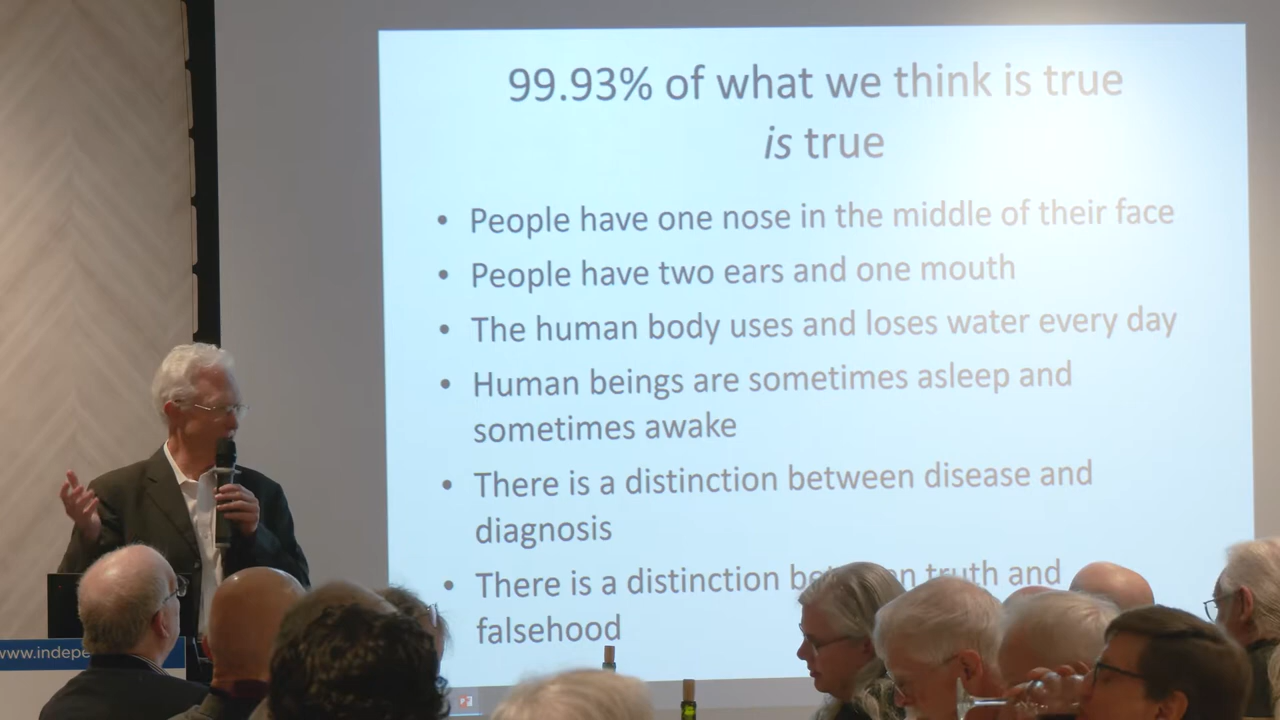 99.93% of what we think is true
is true
• People have one nose in the middle of their face
• People have two ears and one mouth
• The human body uses and loses water every day
• Human beings are sometimes asleep and
sometimes awake
• There is a distinction between disease and
diagnosis
• There is a distinction between truth and
falsehood
www.indepe